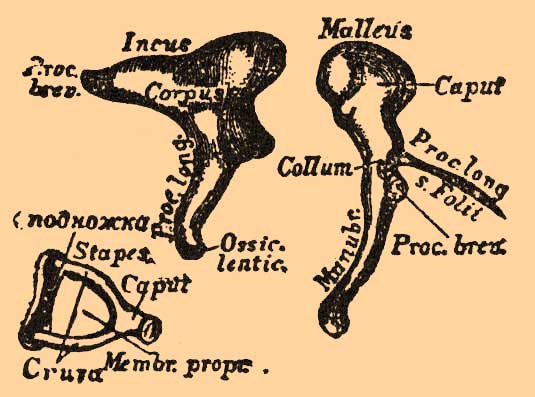 Incus
Proc.
brev.
Corpus
Proc. long.
Ossic.
lentic.
Malleus
Caput
Collum
Proc. long
s. Folii
Proc. brev.
Manubr.
подножка
Stapes.
Caput
Crura
Membr. propr.